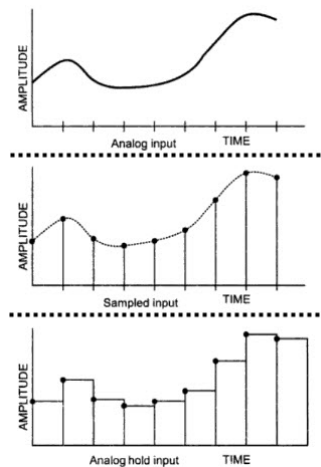 AMPLITUDE
Analog input TIME
AMPLITUDE
Sampled input TIME
AMPLITUDE
Analog hold input TIME